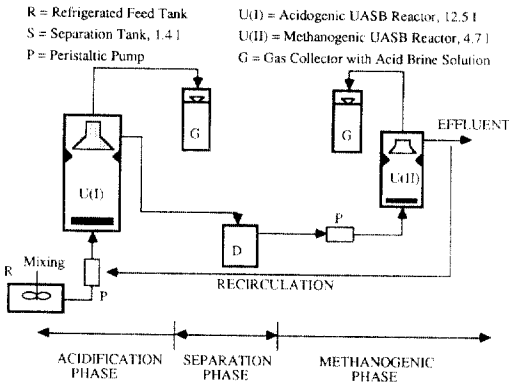 R = Refrigerated Feed Tank
S = Separation Tank, 1.4 l
P = Peristaltic Pump
U(I) = Acidogenic UASB Reactor, 12.5 l
U(II) = Methanogenic UASB Reactor, 4.7 l
G = Gas Collector with Acid Brine Solution
G
G
EFFLUENT
U(I)
U(II)
P
D
Mixing
R
P
RECIRCULATION
ACIDIFICATION
PHASE
SEPARATION
PHASE
METHANOGENIC
PHASE